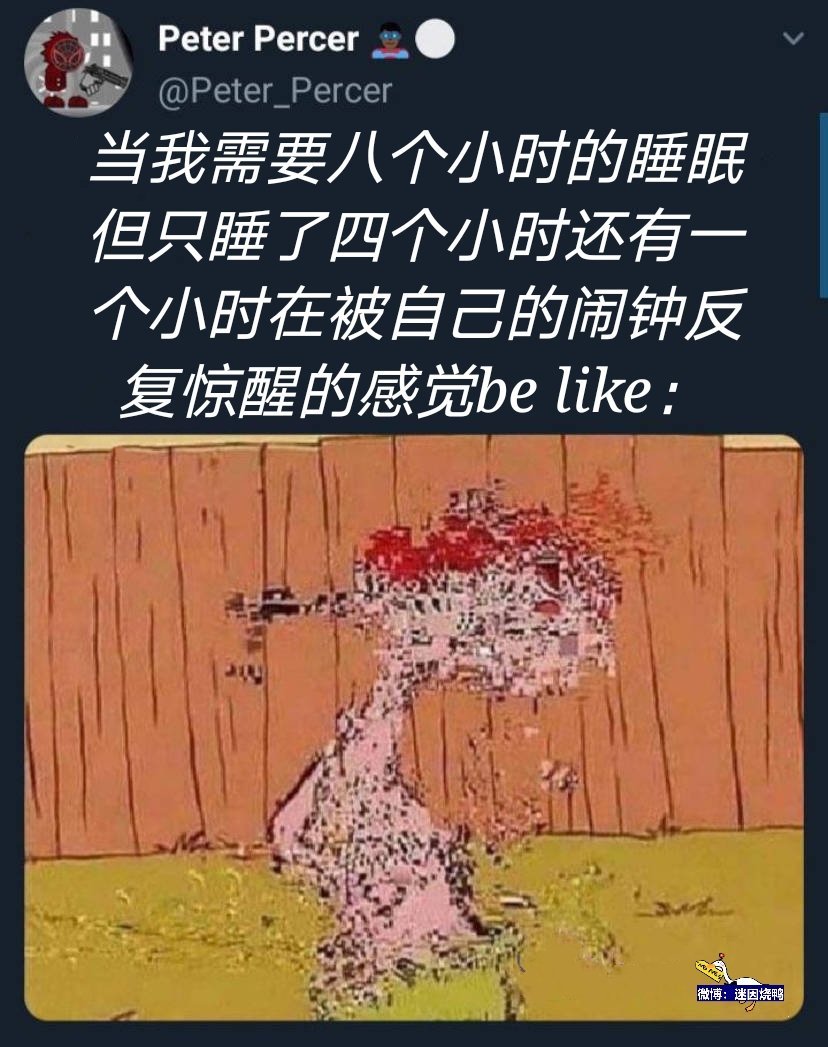 Peter Percer
@Peter_Percer
当我需要八个小时的睡眠
但只睡了四个小时还有一
个小时在被自己的闹钟反
复惊醒的感觉be like：
微博：迷因烧鸭